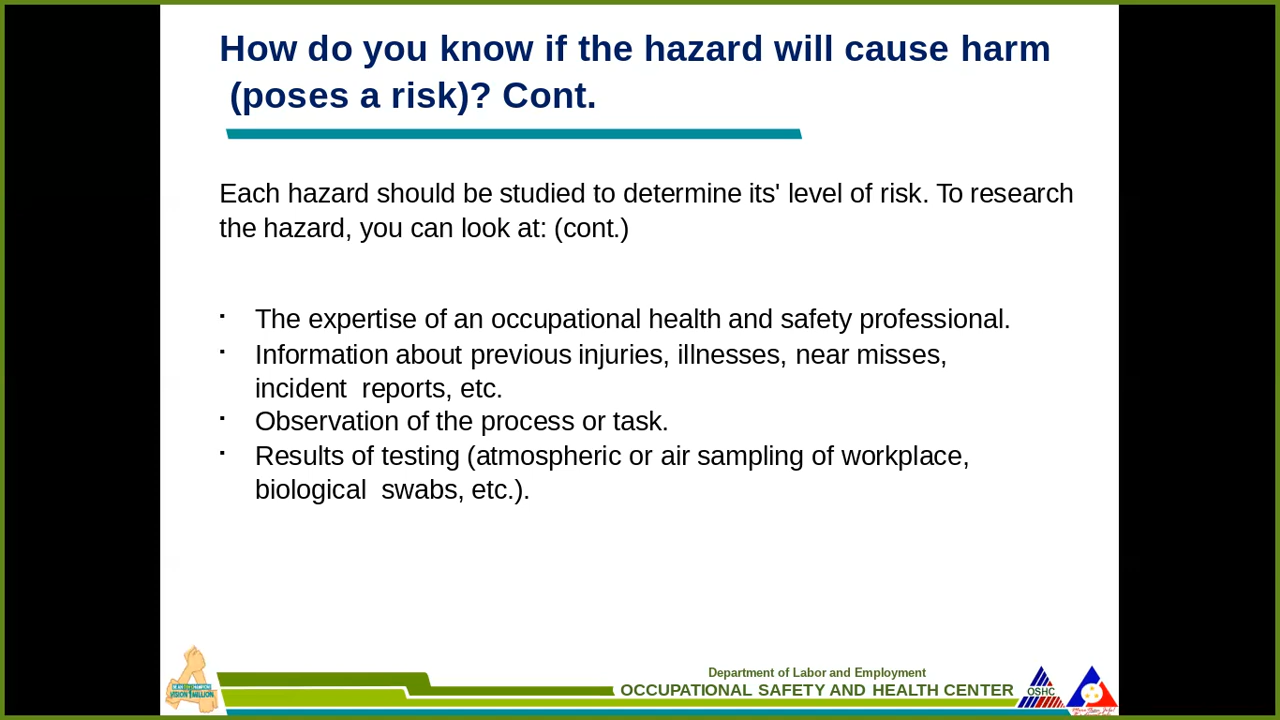 How do you know if the hazard will cause harm
(poses a risk)? Cont.
Each hazard should be studied to determine its' level of risk. To research
the hazard, you can look at: (cont.)
▪ The expertise of an occupational health and safety professional.
▪ Information about previous injuries, illnesses, near misses,
incident reports, etc.
▪ Observation of the process or task.
▪ Results of testing (atmospheric or air sampling of workplace,
biological swabs, etc.).
Department of Labor and Employment
OCCUPATIONAL SAFETY AND HEALTH CENTER
OSHC